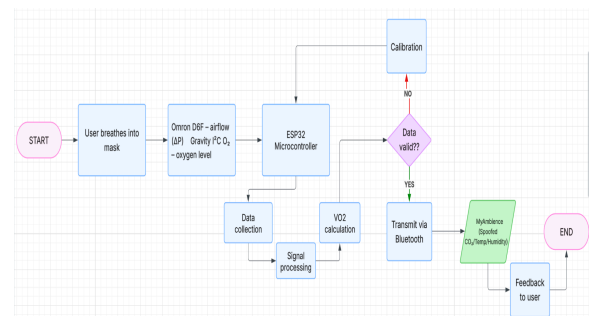 Calibration
NO
START
User breathes into
mask
Omron D6F – airflow
(ΔP) Gravity I²C O₂
– oxygen level
ESP32
Microcontroller
Data
valid??
YES
Data
collection
Signal
processing
VO2
calculation
Transmit via
Bluetooth
MyAmbience
(Spoofed
CO₂/Temp/Humidity)
Feedback
to user
END